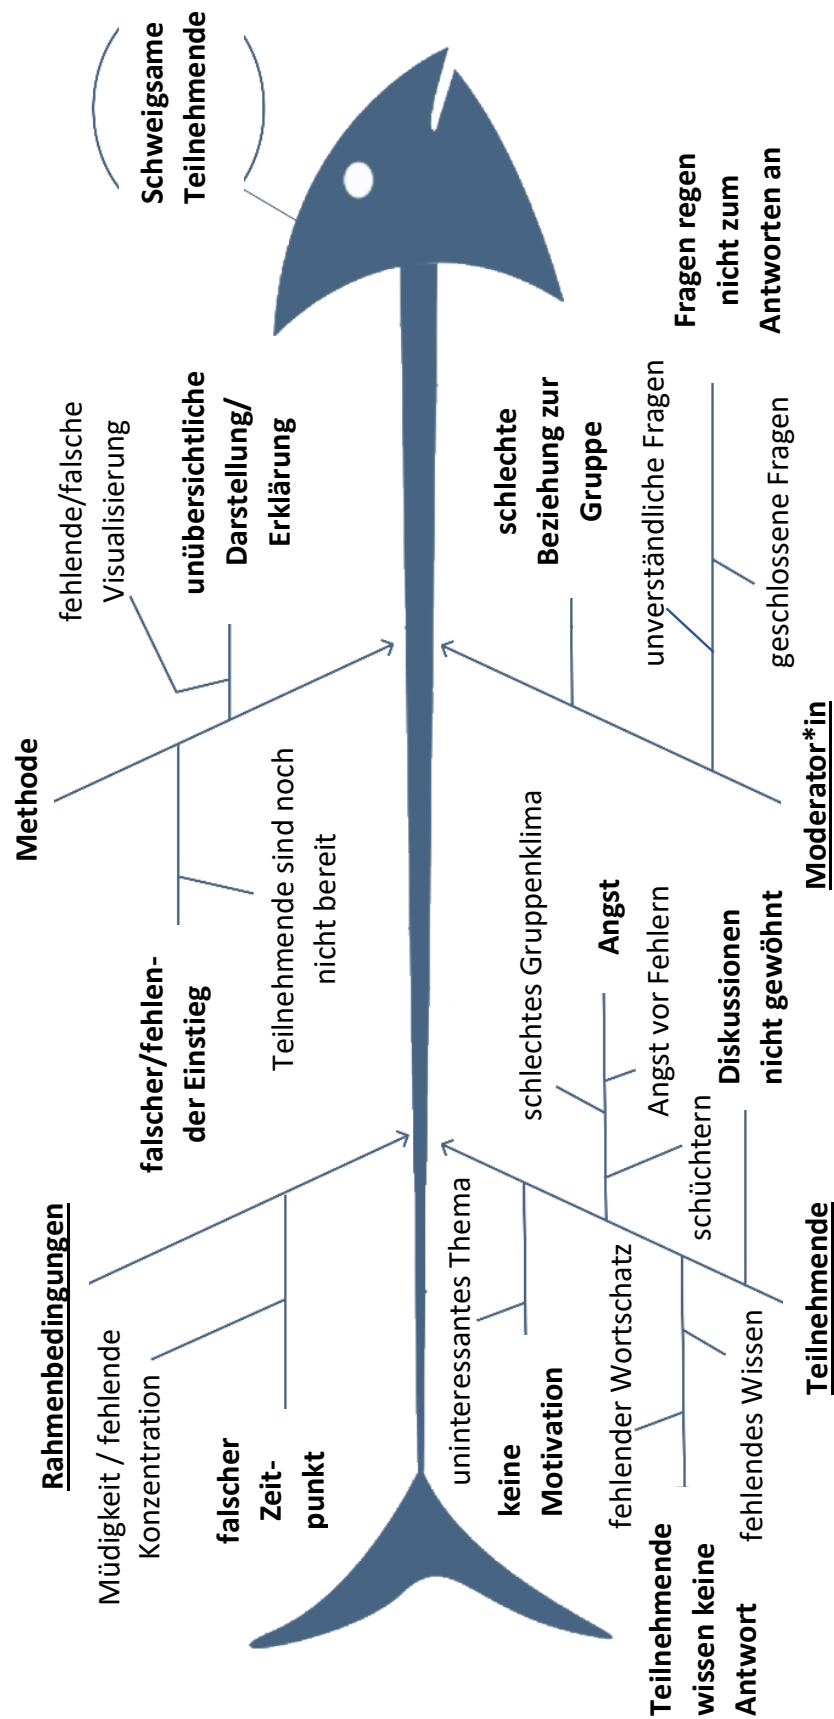 Schweigsame
Teilnehmende
Rahmenbedingungen
Müdigkeit / fehlende
Konzentration
falscher
Zeit-
punkt
Methode
falscher/fehlen-
der Einstieg
Teilnehmende sind noch
nicht bereit
fehlende/falsche
Visualisierung
unübersichtliche
Darstellung/
Erklärung
Teilnehmende
uninteressantes Thema
keine
Motivation
fehlender Wortschatz
Teilnehmende
wissen keine
Antwort
fehlendes Wissen
schlechtes Gruppenklima
Angst
Angst vor Fehlern
schüchtern
Diskussionen
nicht gewöhnt
Moderator*in
schlechte
Beziehung zur
Gruppe
unverständliche Fragen
Fragen regen
nicht zum
Antworten an
geschlossene Fragen